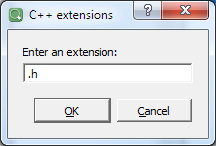 C++ extensions
Enter an extension:
.h
OK
Cancel